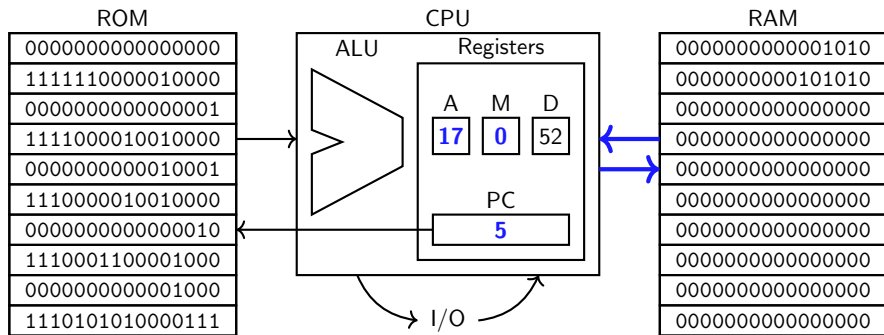 ROM
0000000000000000
1111110000010000
0000000000000001
1111000010010000
0000000000010001
1110000010010000
0000000000000010
1110001100001000
0000000000001000
1110101010000111
CPU
ALU
Registers
A M D
17 0 52
PC
5
I/O
RAM
0000000000001010
0000000000101010
0000000000000000
0000000000000000
0000000000000000
0000000000000000
0000000000000000
0000000000000000
0000000000000000
0000000000000000